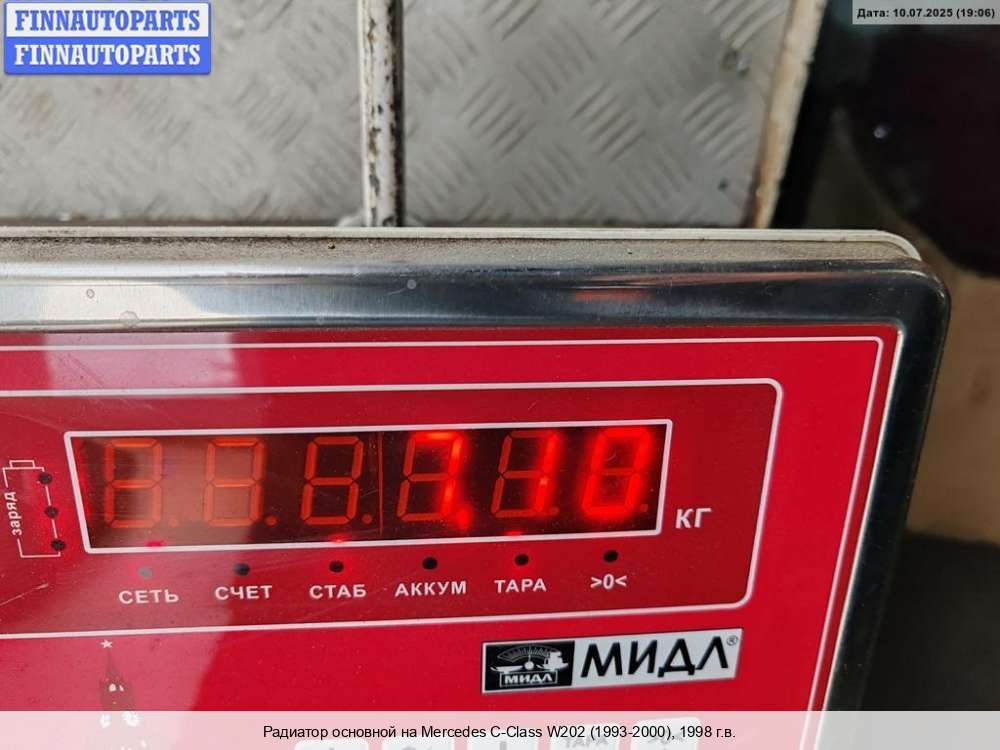 FINNAUTOPARTS
FINNAUTOPARTS
Дата: 10.07.2025 (19:06)
заряд
7.10
КГ
СЕТЬ СЧЕТ СТАБ АККУМ ТАРА >0<
МИДЛ
МИДЛ®
ТАРА
Радиатор основной на Mercedes C-Class W202 (1993-2000), 1998 г.в.